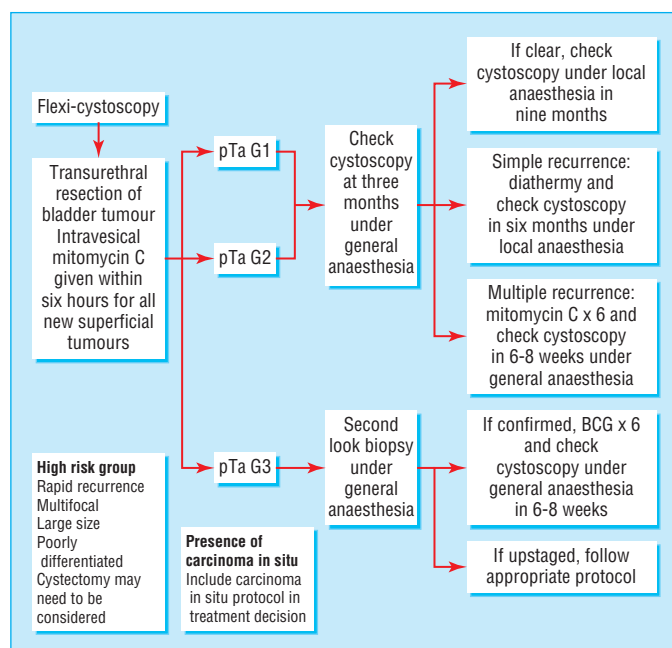 Flexi-cystoscopy
Transurethral
resection of
bladder tumour
Intravesical
mitomycin C
given within
six hours for all
new superficial
tumours
pTa G1
pTa G2
Check
cystoscopy
at three
months
under
general
anaesthesia
If clear, check
cystoscopy under local
anaesthesia in
nine months
Simple recurrence:
diathermy and
check cystoscopy
in six months under
local anaesthesia
Multiple recurrence:
mitomycin C x 6 and
check cystoscopy
in 6-8 weeks under
general anaesthesia
pTa G3
Second
look biopsy
under
general
anaesthesia
If confirmed, BCG x 6
and check
cystoscopy under
general anaesthesia
in 6-8 weeks
If upstaged, follow
appropriate protocol
High risk group
Rapid recurrence
Multifocal
Large size
Poorly
differentiated
Cystectomy may
need to be
considered
Presence of
carcinoma in situ
Include carcinoma
in situ protocol in
treatment decision